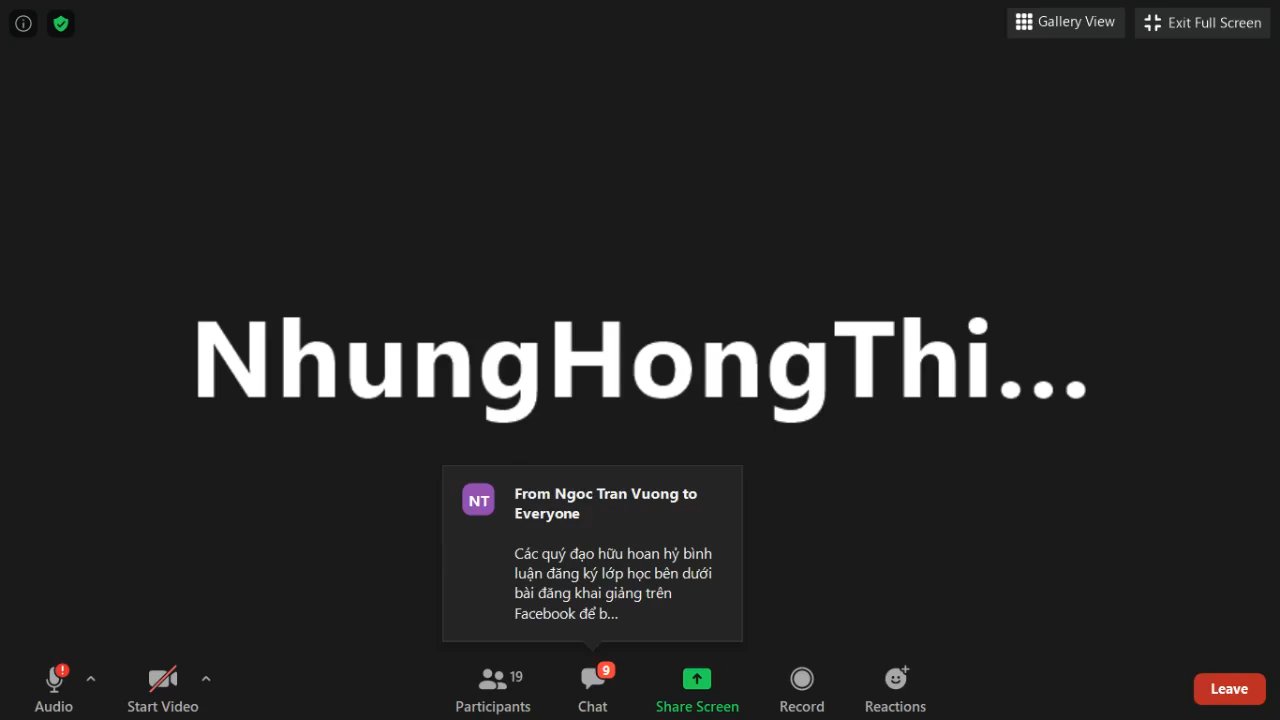 Gallery View
Exit Full Screen
NhungHongThi...
NT
From Ngoc Tran Vuong to
Everyone
Các quý đạo hữu hoan hỷ bình
luận đăng ký lớp học bên dưới
bài đăng khai giảng trên
Facebook để b...
Audio
Start Video
19
Participants
9
Chat
Share Screen
Record
Reactions
Leave